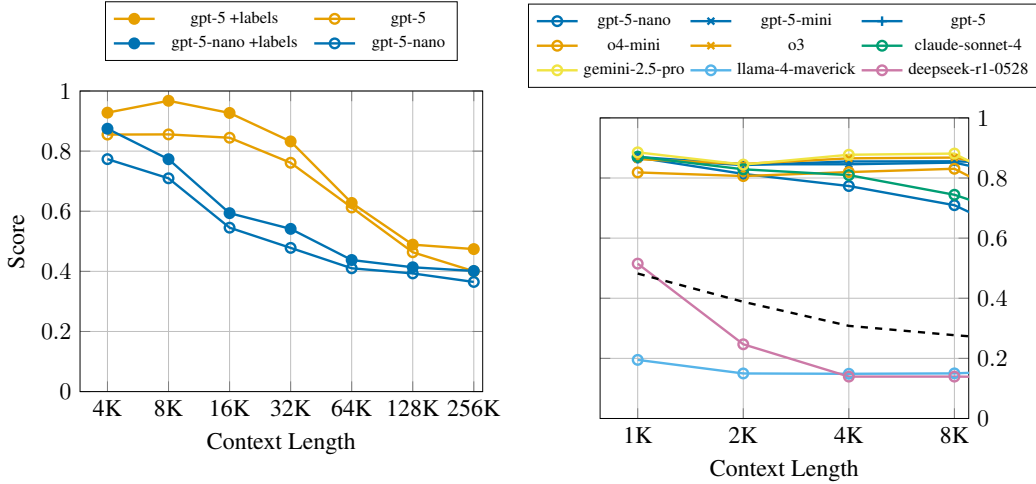 gpt-5 +labels gpt-5
gpt-5-nano +labels gpt-5-nano
1
0.8
0.6
0.4
0.2
0
Score
4K 8K 16K 32K 64K 128K 256K
Context Length
gpt-5-nano gpt-5-mini gpt-5
o4-mini o3 claude-sonnet-4
gemini-2.5-pro llama-4-maverick deepseek-r1-0528
1
0.8
0.6
0.4
0.2
0
1K 2K 4K 8K
Context Length